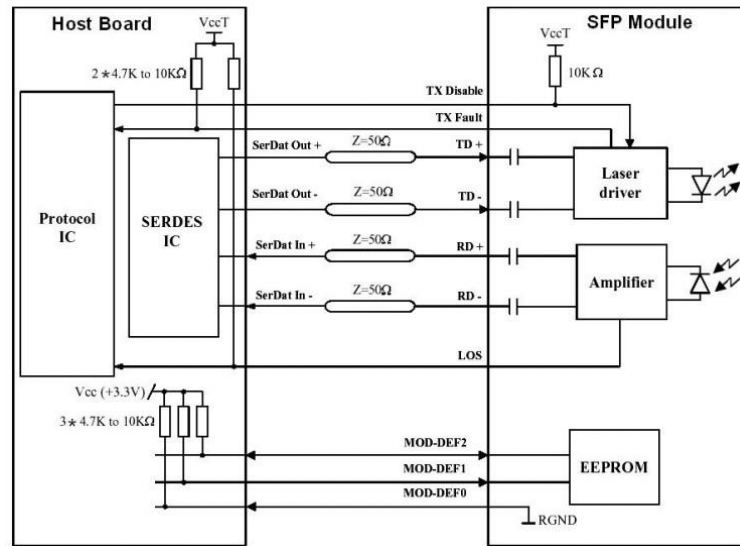 Host Board
SFP Module
VccT
VccT
2*4.7K to 10KΩ
10KΩ
TX Disable
TX Fault
SerDat Out +
Z=50Ω
TD +
Laser driver
SerDat Out -
Z=50Ω
TD -
Protocol IC
SERDES IC
SerDat In +
Z=50Ω
RD +
Amplifier
SerDat In -
Z=50Ω
RD -
LOS
Vcc (+3.3V)
3*4.7K to 10KΩ
MOD-DEF2
EEPROM
MOD-DEF1
MOD-DEF0
RGND